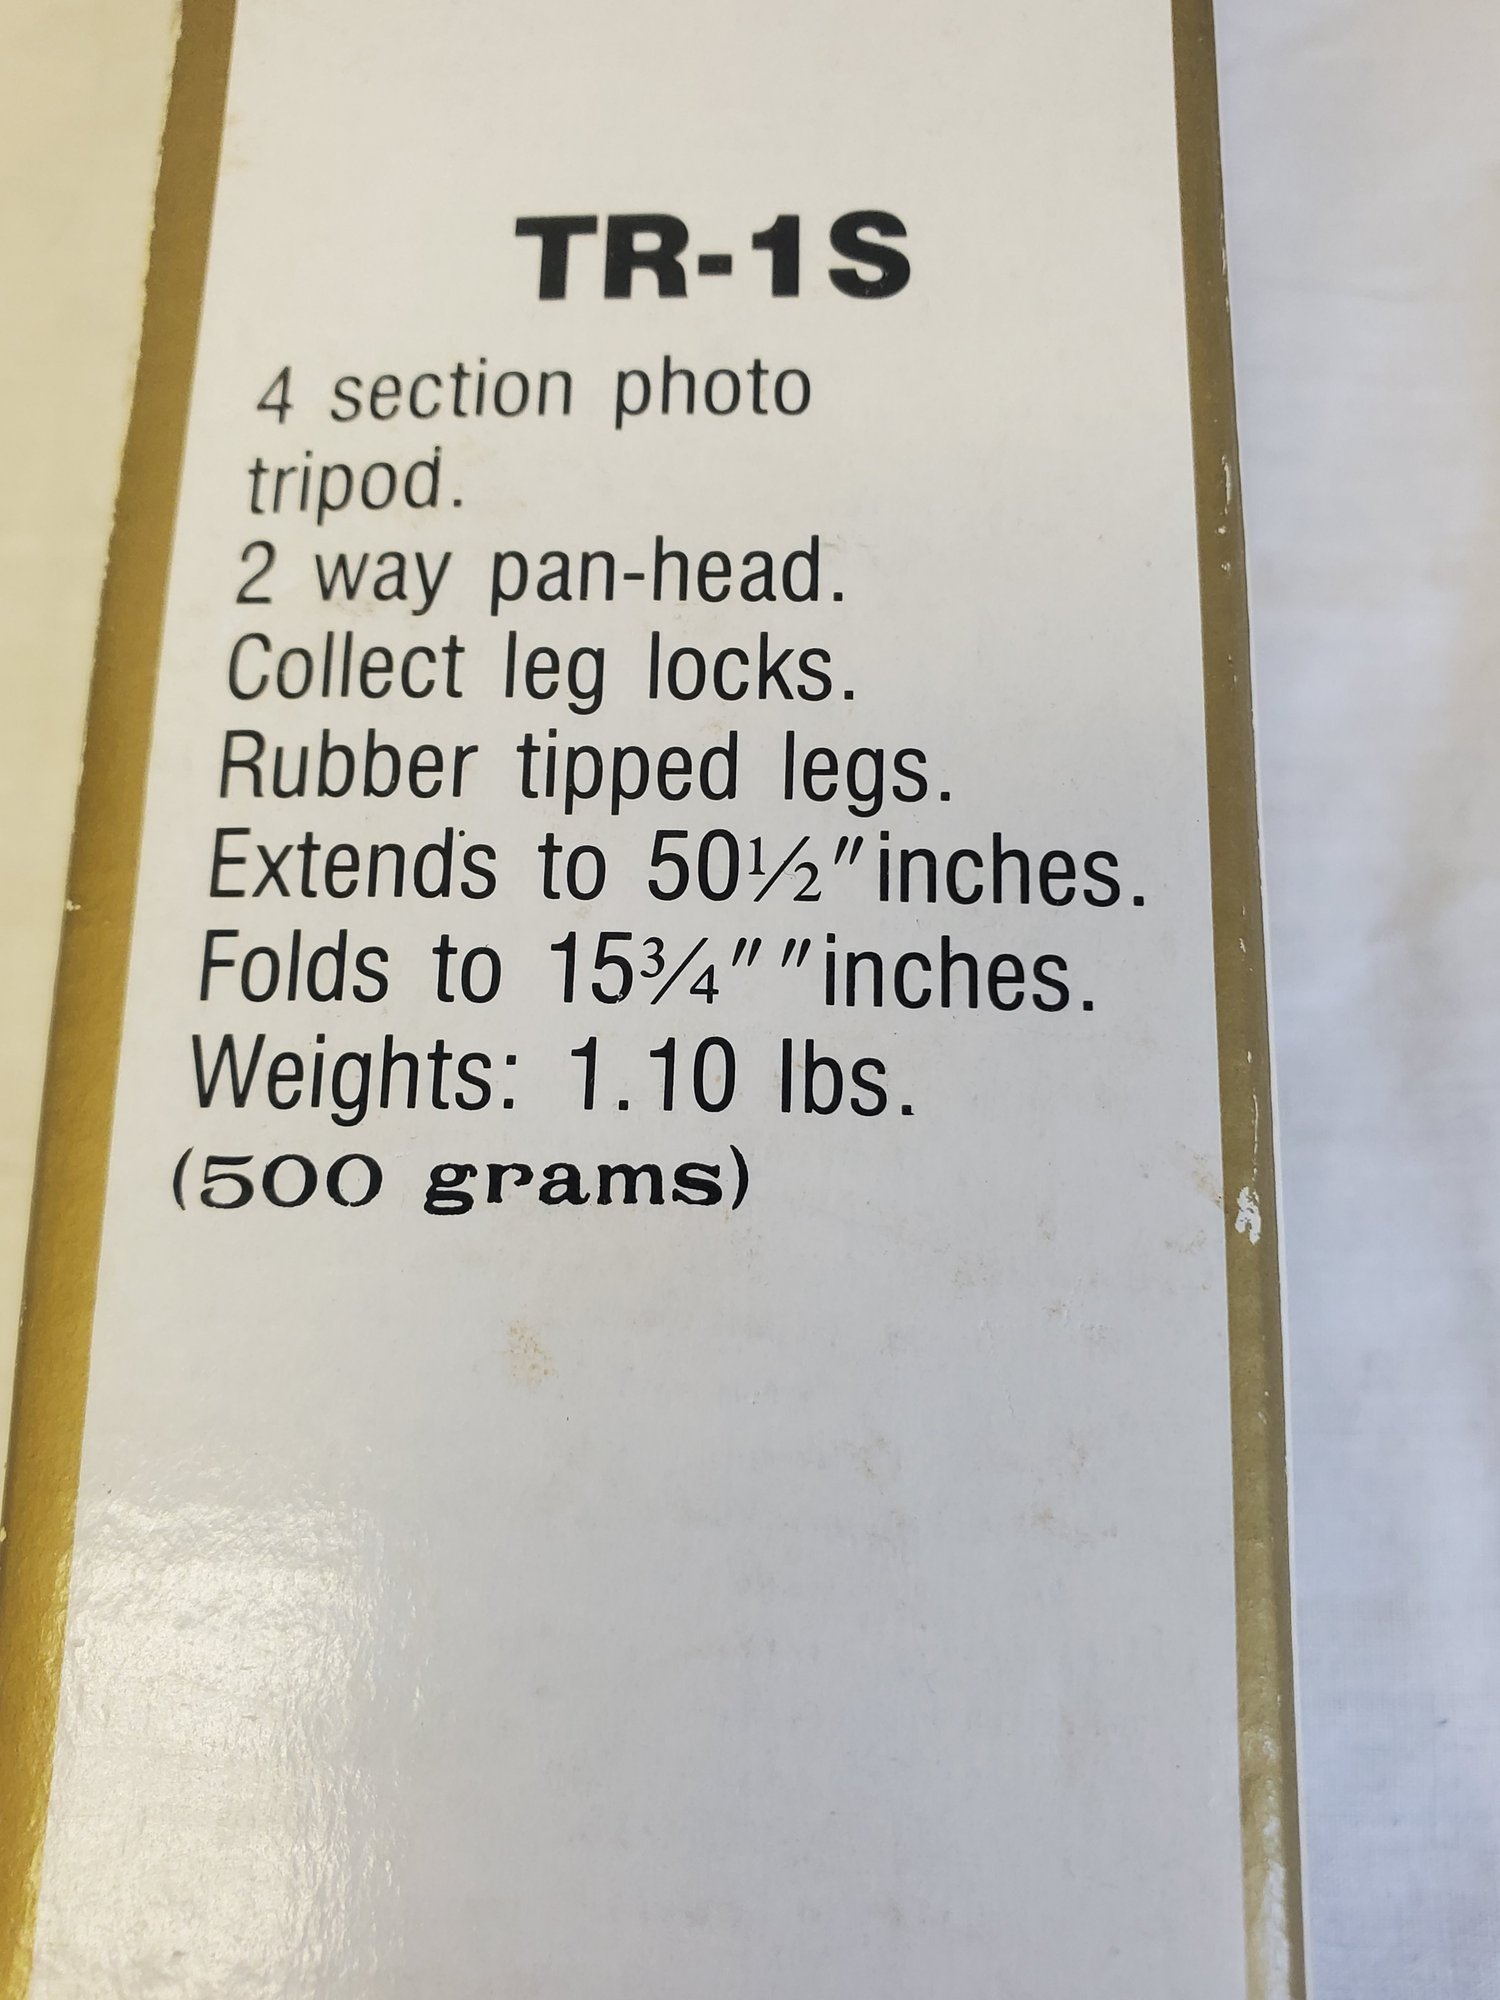 TR-1S
4 section photo
tripod.
2 way pan-head.
Collect leg locks.
Rubber tipped legs.
Extends to 50½″inches.
Folds to 15¾″ ″inches.
Weights: 1.10 lbs.
(500 grams)